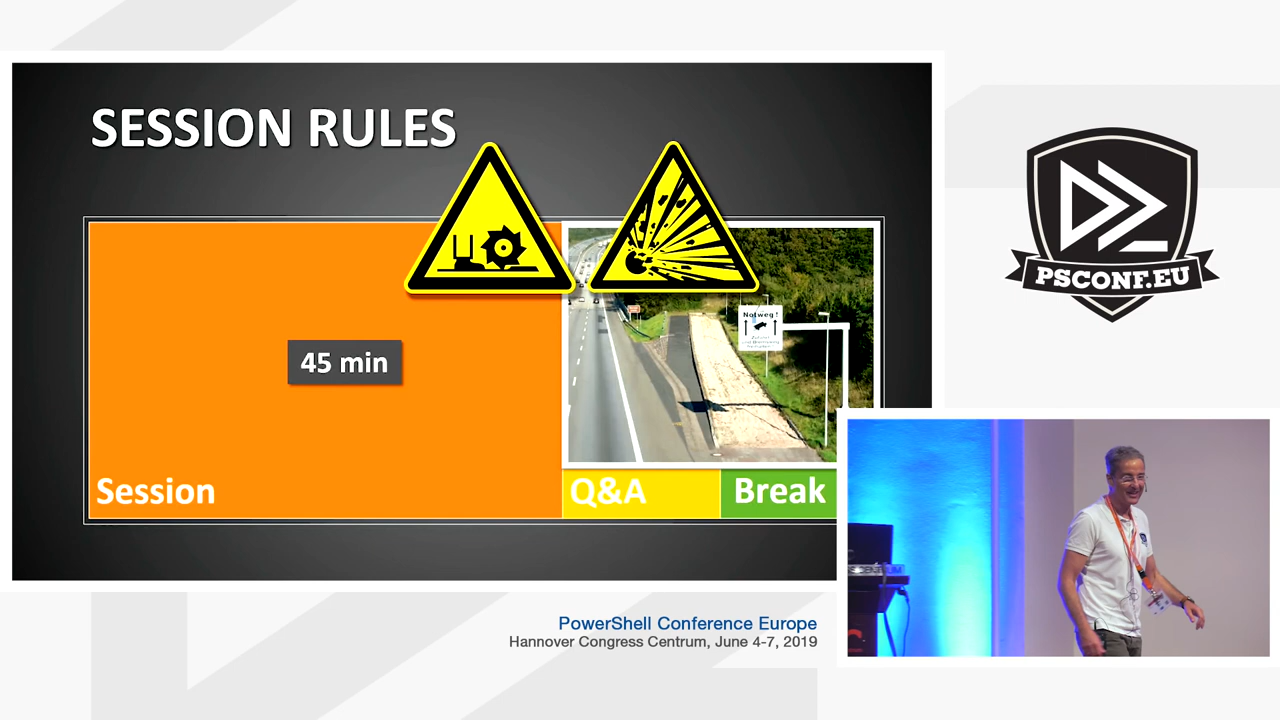 SESSION RULES
45 min
Notweg!
Session
Q&A
Break
PSCONF.EU
PowerShell Conference Europe
Hannover Congress Centrum, June 4-7, 2019